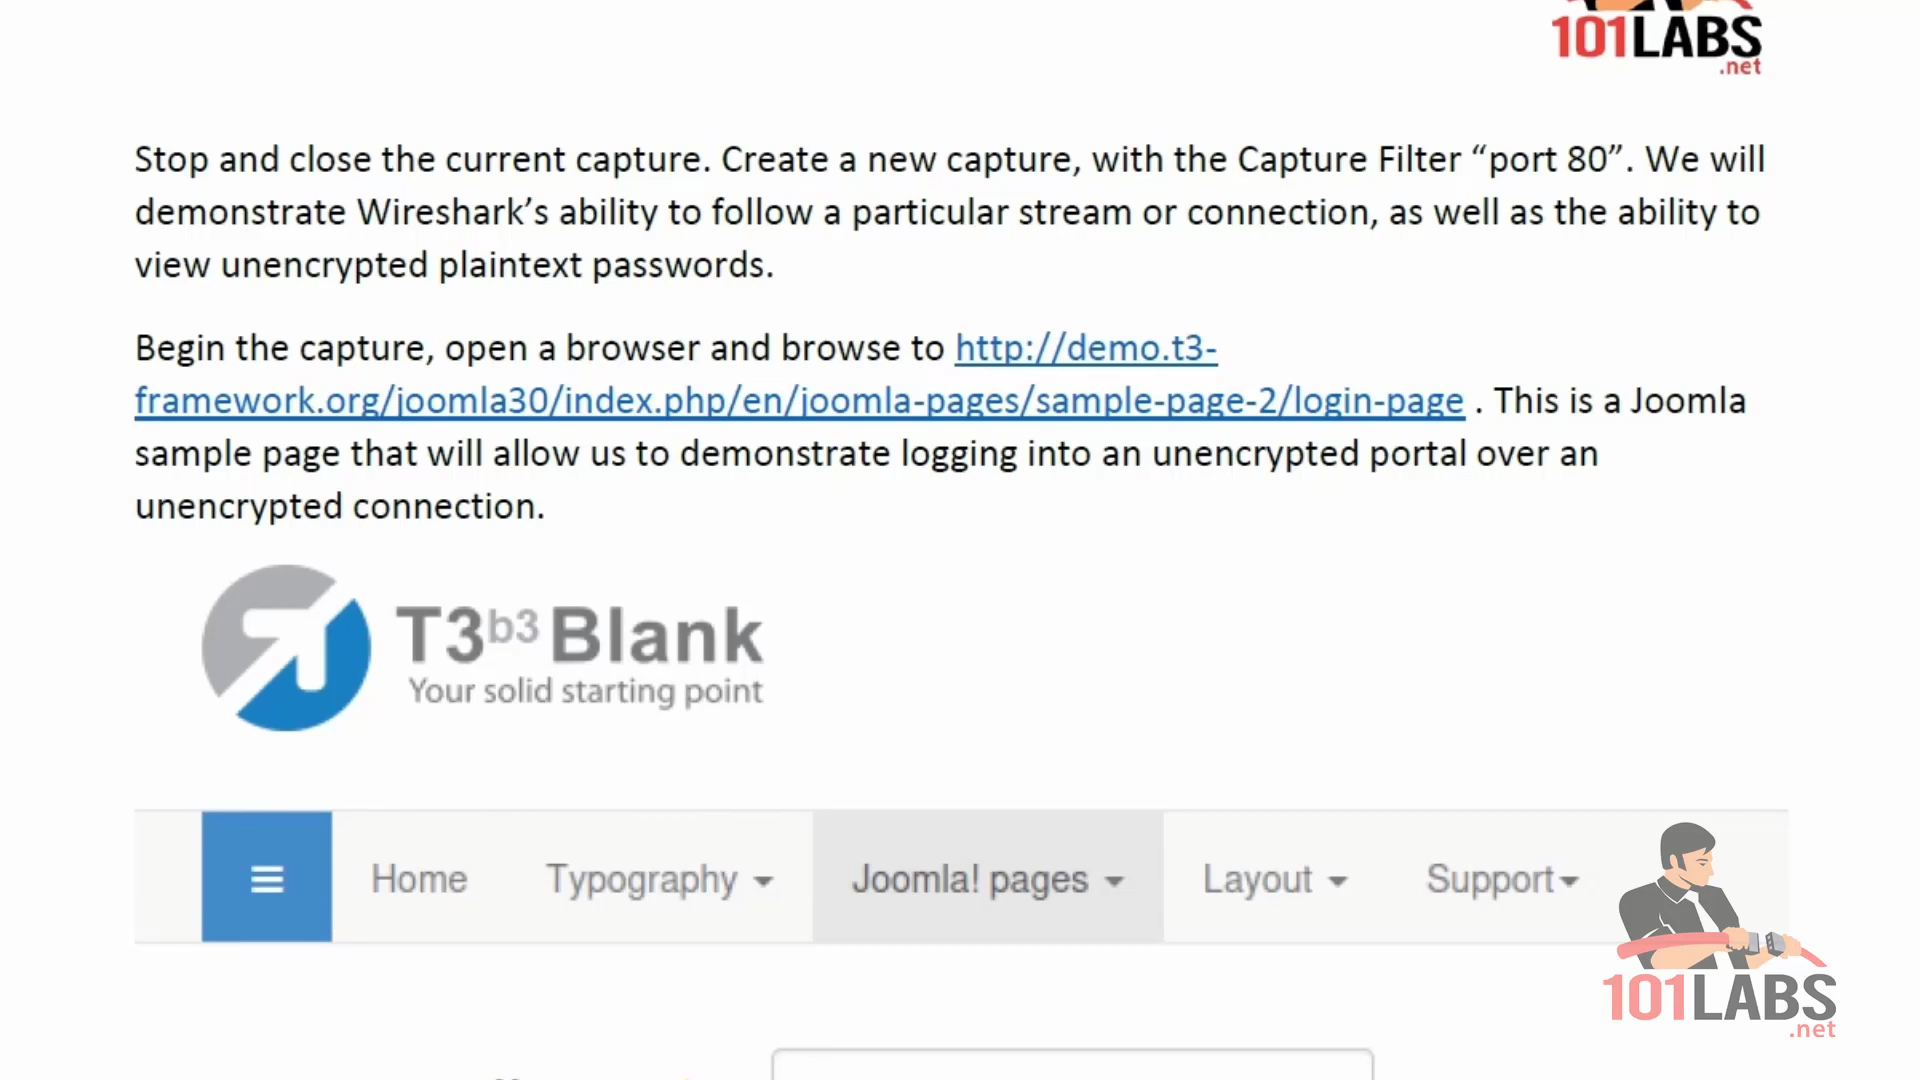 101LABS
.net
Stop and close the current capture. Create a new capture, with the Capture Filter “port 80”. We will
demonstrate Wireshark’s ability to follow a particular stream or connection, as well as the ability to
view unencrypted plaintext passwords.
Begin the capture, open a browser and browse to http://demo.t3-
framework.org/joomla30/index.php/en/joomla-pages/sample-page-2/login-page . This is a Joomla
sample page that will allow us to demonstrate logging into an unencrypted portal over an
unencrypted connection.
T3b3 Blank
Your solid starting point
Home Typography Joomla! pages Layout Support
101LABS
.net